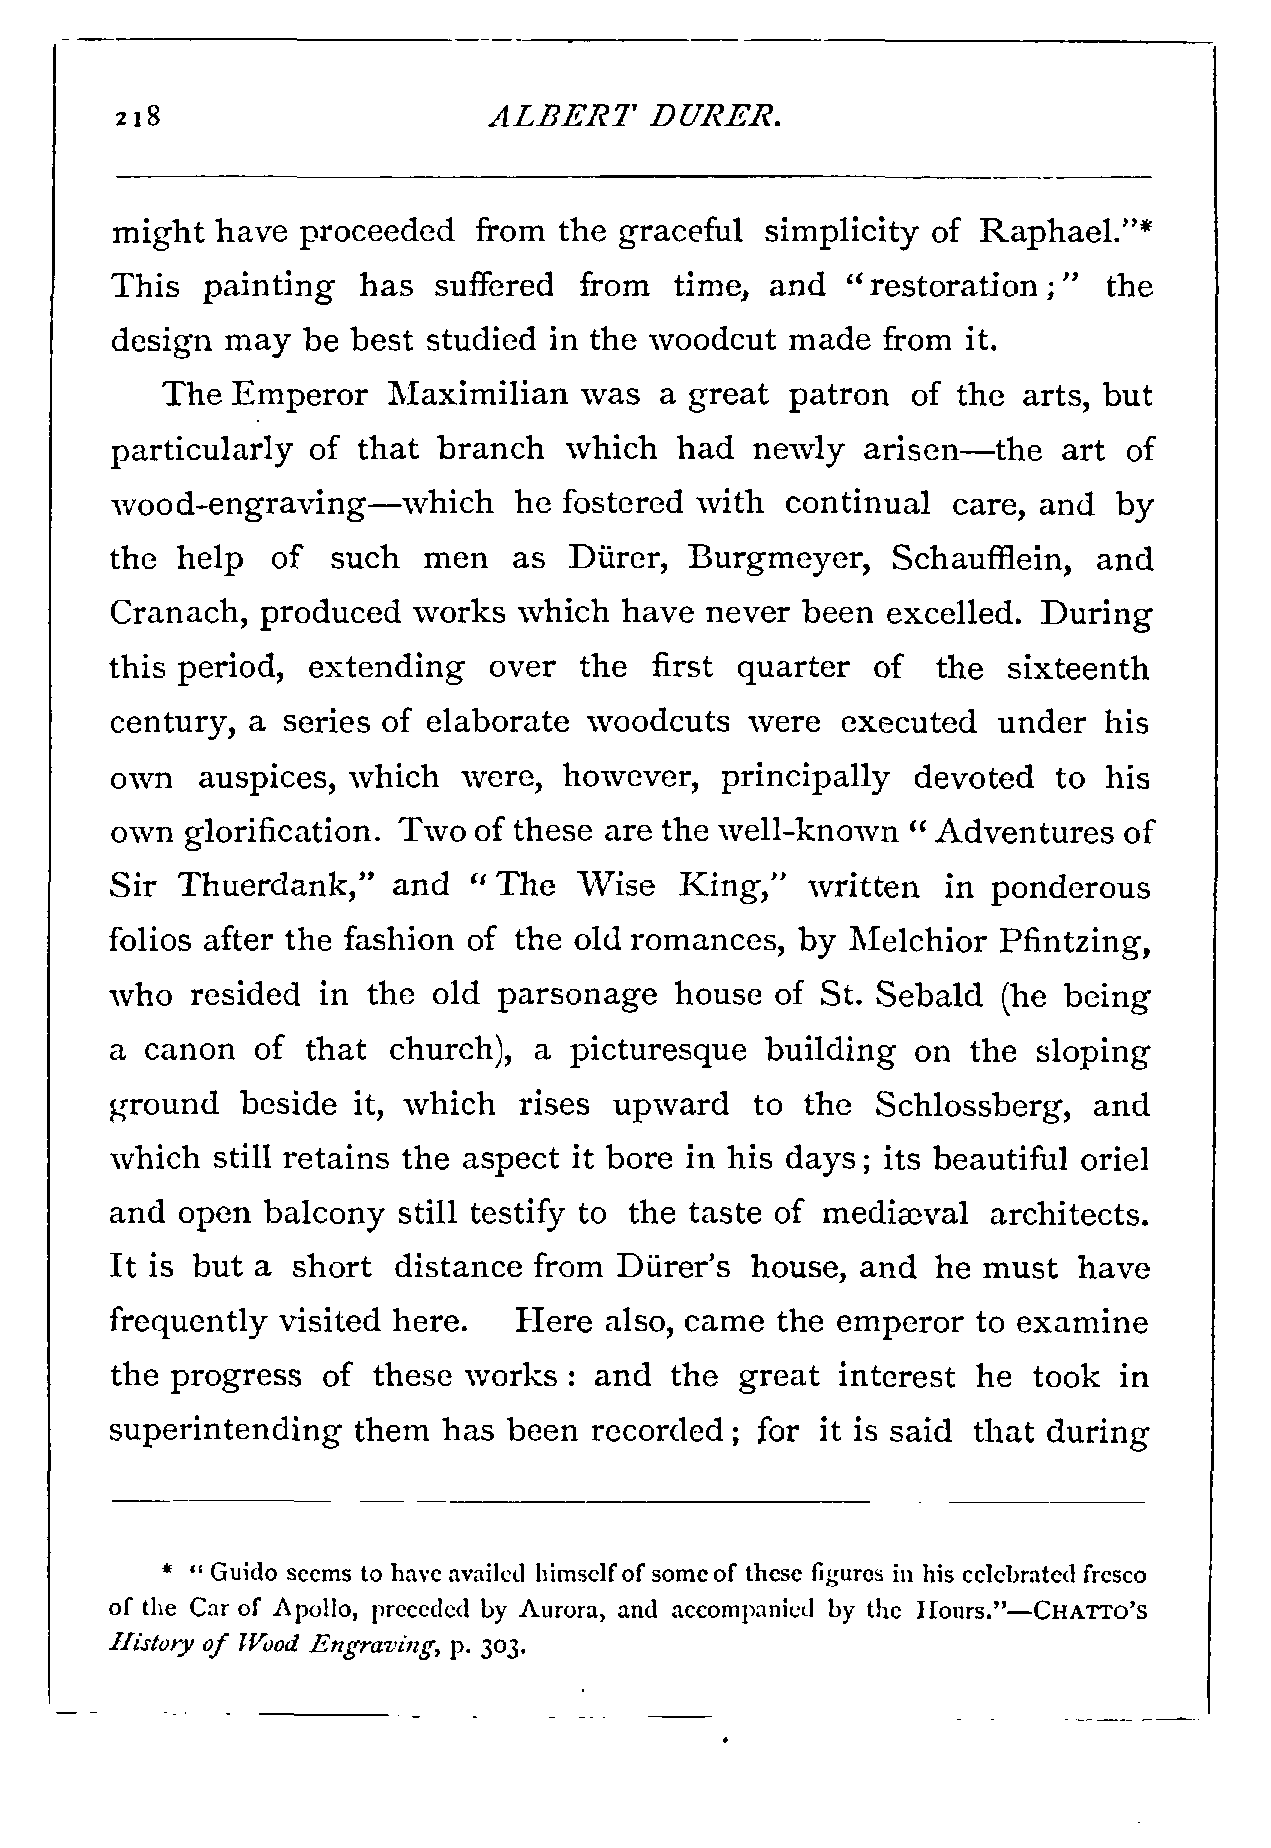 218 ALBERT DURER.
might have proceeded from the graceful simplicity of Raphael."*
This painting has suffered from time, and "restoration;" the
design may be best studied in the woodcut made from it.
The Emperor Maximilian was a great patron of the arts, but
particularly of that branch which had newly arisen—the art of
wood-engraving—which he fostered with continual care, and by
the help of such men as Dürer, Burgmeyer, Schaufflein, and
Cranach, produced works which have never been excelled. During
this period, extending over the first quarter of the sixteenth
century, a series of elaborate woodcuts were executed under his
own auspices, which were, however, principally devoted to his
own glorification. Two of these are the well-known "Adventures of
Sir Thuerdank," and "The Wise King," written in ponderous
folios after the fashion of the old romances, by Melchior Pfintzing,
who resided in the old parsonage house of St. Sebald (he being
a canon of that church), a picturesque building on the sloping
ground beside it, which rises upward to the Schlossberg, and
which still retains the aspect it bore in his days; its beautiful oriel
and open balcony still testify to the taste of mediæval architects.
It is but a short distance from Dürer's house, and he must have
frequently visited here. Here also, came the emperor to examine
the progress of these works: and the great interest he took in
superintending them has been recorded; for it is said that during
* "Guido seems to have availed himself of some of these figures in his celebrated fresco
of the Car of Apollo, preceded by Aurora, and accompanied by the Hours."—CHATTO'S
History of Wood Engraving, p. 303.